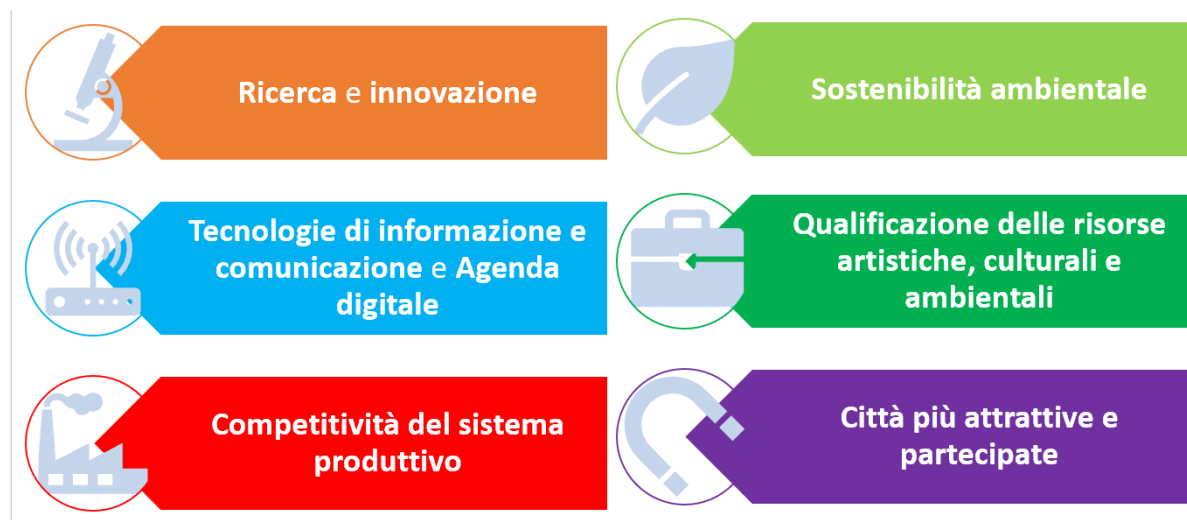 Ricerca e innovazione
Tecnologie di informazione e
comunicazione e Agenda
digitale
Competitività del sistema
produttivo
Sostenibilità ambientale
Qualificazione delle risorse
artistiche, culturali e
ambientali
Città più attrattive e
partecipate